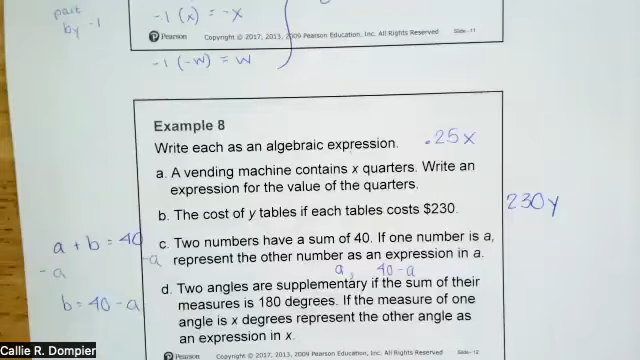 part
by -1
-1 (x) = -x
Pearson Copyright © 2017, 2013, 2009 Pearson Education, Inc. All Rights Reserved Slide- 11
-1 (-w) = w
Example 8
Write each as an algebraic expression. .25x
a. A vending machine contains x quarters. Write an
expression for the value of the quarters.
b. The cost of y tables if each tables costs $230. 230y
c. Two numbers have a sum of 40. If one number is a,
represent the other number as an expression in a.
a + b = 40
-a -a
b = 40 - a
a, 40-a
d. Two angles are supplementary if the sum of their
measures is 180 degrees. If the measure of one
angle is x degrees represent the other angle as
an expression in x.
Pearson Copyright © 2017, 2013, 2009 Pearson Education, Inc. All Rights Reserved Slide- 12
Callie R. Dompier